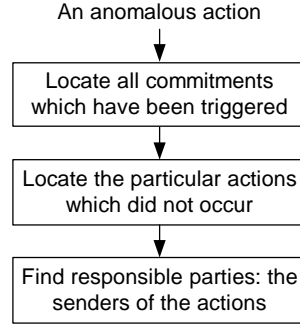 An anomalous action
Locate all commitments
which have been triggered
Locate the particular actions
which did not occur
Find responsible parties: the
senders of the actions